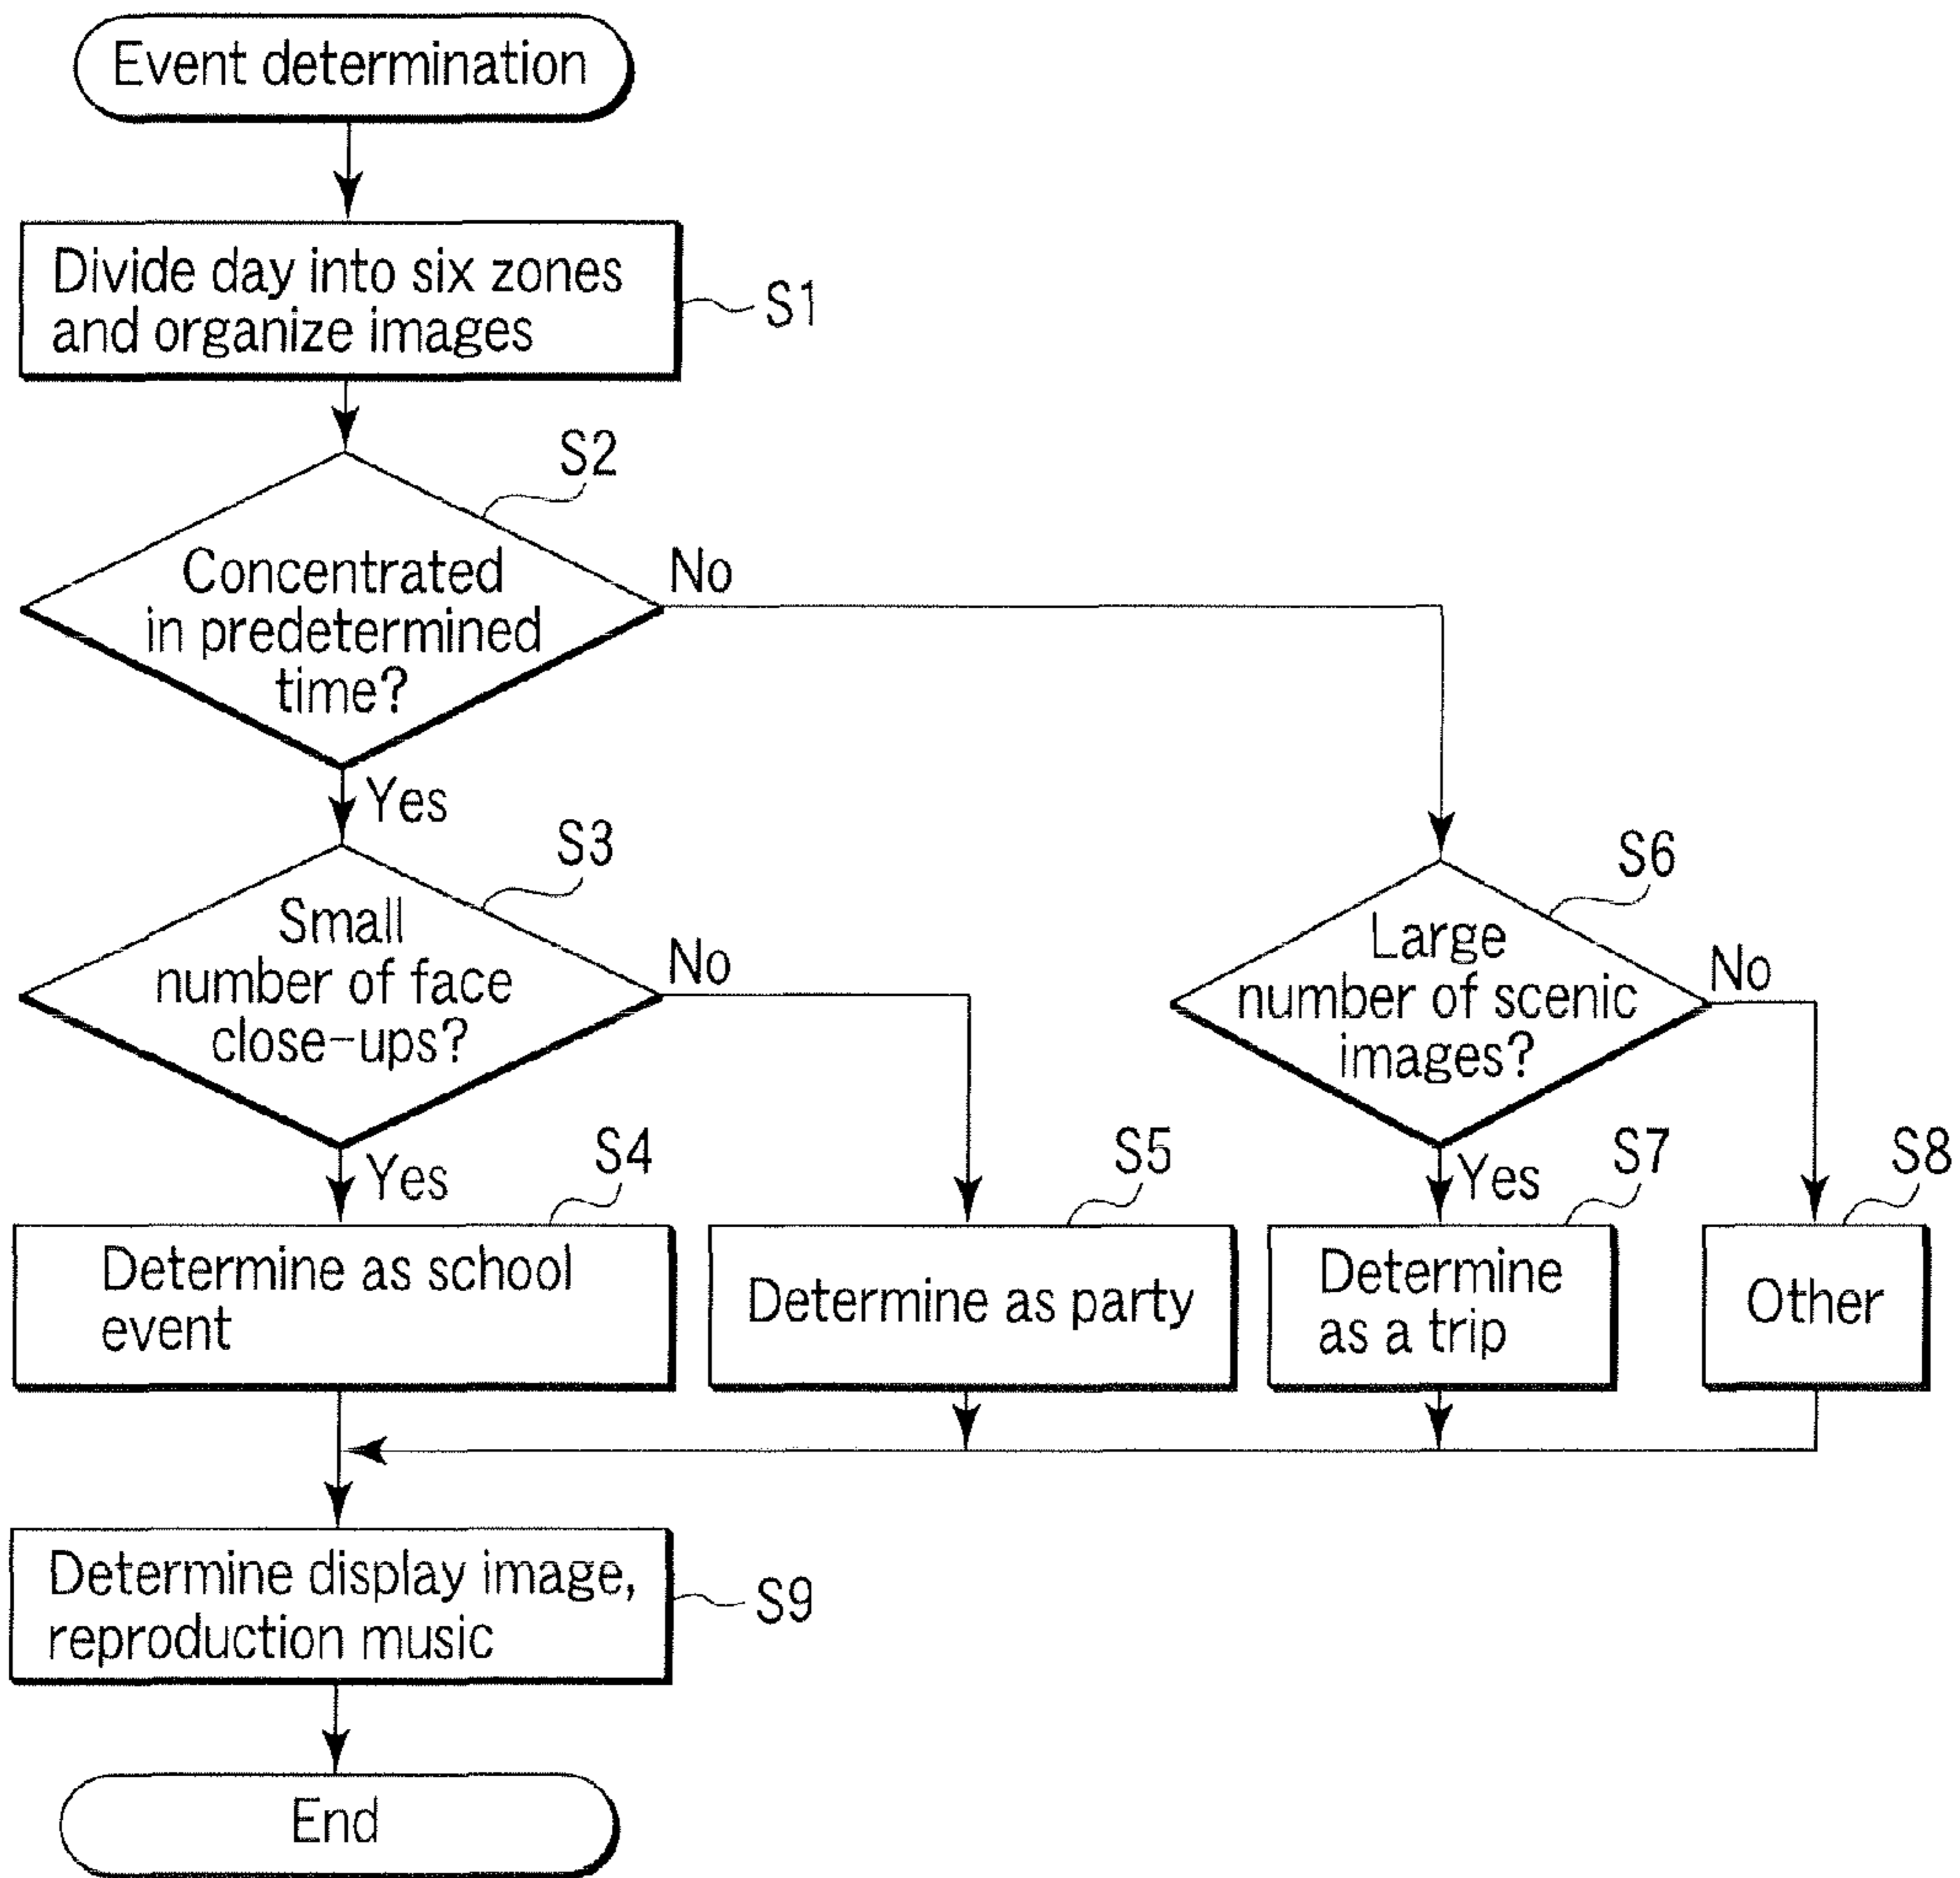 Event determination
Divide day into six zones
and organize images
S1
S2
Concentrated
in predetermined
time?
No
Yes
S3
Small
number of face
close-ups?
No
Yes
S6
Large
number of scenic
images?
No
Yes
S4
Determine as school
event
S5
Determine as party
S7
Determine
as a trip
S8
Other
Determine display image,
reproduction music
S9
End